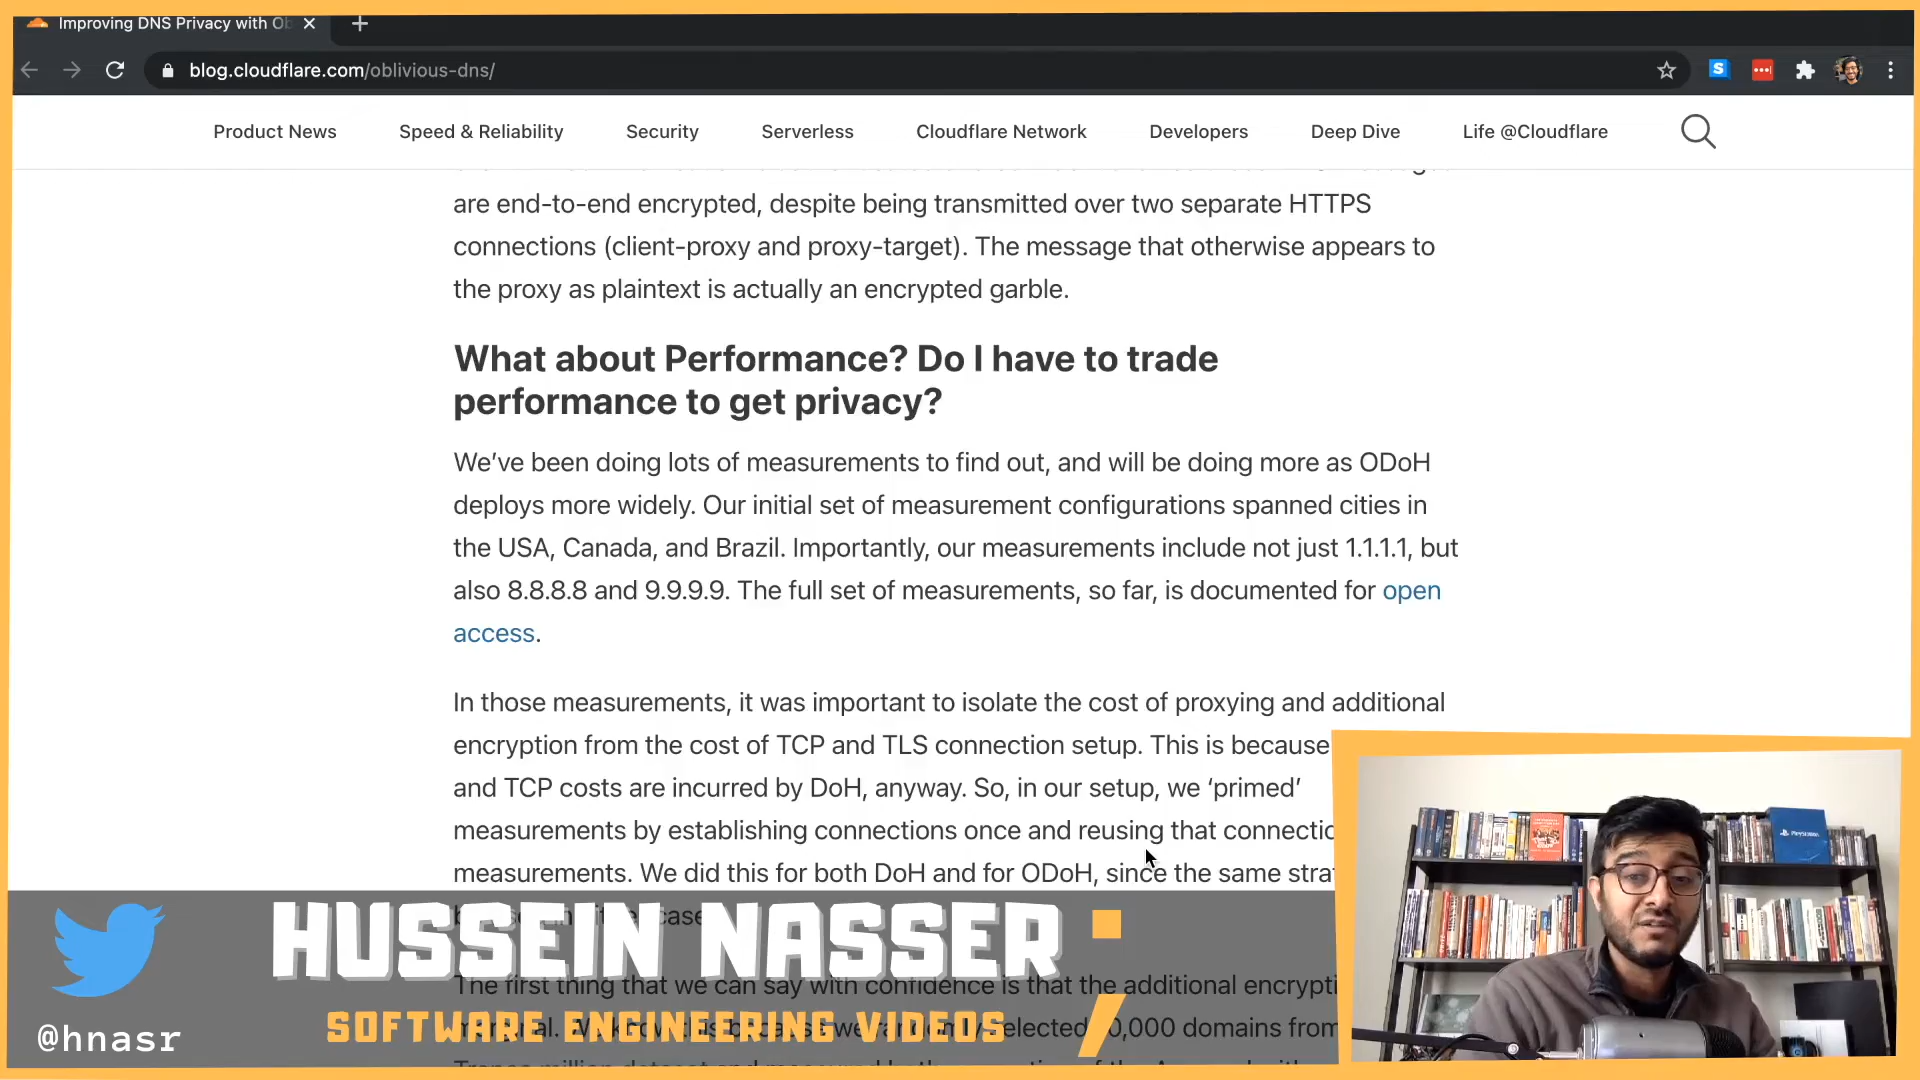 Improving DNS Privacy with Ob
blog.cloudflare.com/oblivious-dns/
Product News Speed & Reliability Security Serverless Cloudflare Network Developers Deep Dive Life @Cloudflare
are end-to-end encrypted, despite being transmitted over two separate HTTPS
connections (client-proxy and proxy-target). The message that otherwise appears to
the proxy as plaintext is actually an encrypted garble.
What about Performance? Do I have to trade
performance to get privacy?
We've been doing lots of measurements to find out, and will be doing more as ODoH
deploys more widely. Our initial set of measurement configurations spanned cities in
the USA, Canada, and Brazil. Importantly, our measurements include not just 1.1.1.1, but
also 8.8.8.8 and 9.9.9.9. The full set of measurements, so far, is documented for open
access.
In those measurements, it was important to isolate the cost of proxying and additional
encryption from the cost of TCP and TLS connection setup. This is because
and TCP costs are incurred by DoH, anyway. So, in our setup, we 'primed'
measurements by establishing connections once and reusing that connectio
measurements. We did this for both DoH and for ODoH, since the same strat
HUSSEIN NASSER
The first thing that we can say with confidence is that the additional encrypti
SOFTWARE ENGINEERING VIDEOS
selected 0,000 domains from
@hnasr
PlayStation